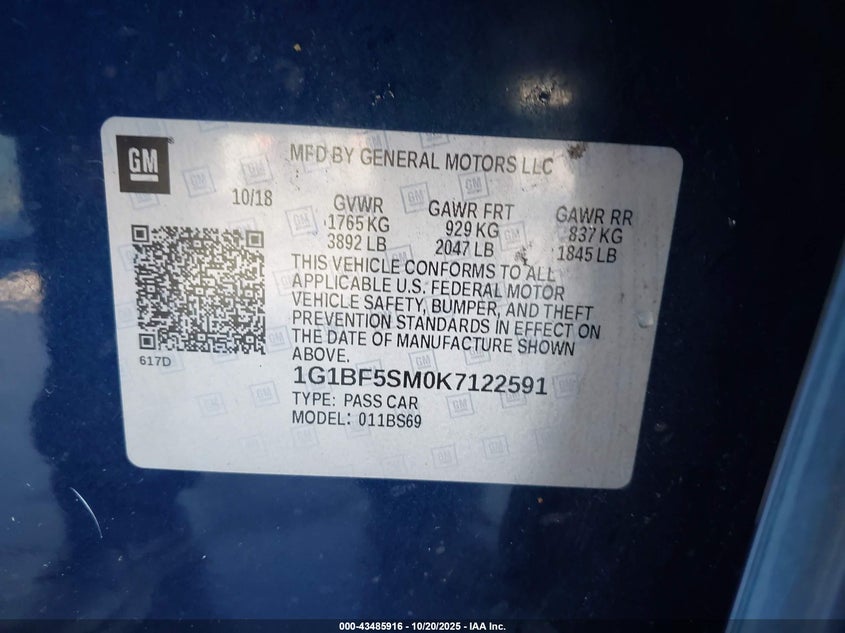 GM
MFD BY GENERAL MOTORS LLC
10/18
GVWR GAWR FRT GAWR RR
1765 KG 929 KG 837 KG
3892 LB 2047 LB 1845 LB
THIS VEHICLE CONFORMS TO ALL
APPLICABLE U.S. FEDERAL MOTOR
VEHICLE SAFETY, BUMPER, AND THEFT
PREVENTION STANDARDS IN EFFECT ON
THE DATE OF MANUFACTURE SHOWN
ABOVE.
617D
1G1BF5SM0K7122591
TYPE: PASS CAR
MODEL: 011BS69
000-43485916 - 10/20/2025 - IAA Inc.